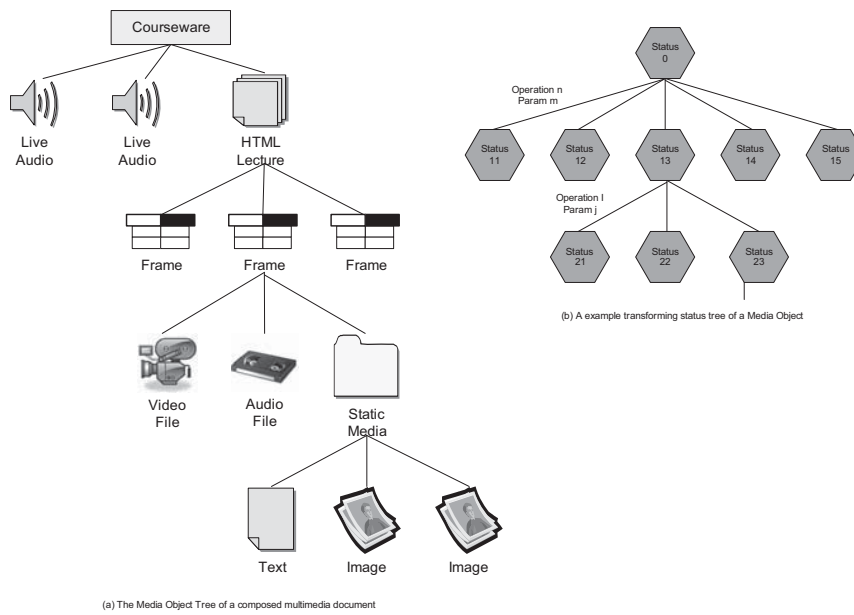 Courseware
Live
Audio
Live
Audio
HTML
Lecture
Frame
Frame
Frame
Video
File
Audio
File
Static
Media
Text
Image
Image
(a) The Media Object Tree of a composed multimedia document
Status
0
Operation n
Param m
Status
11
Status
12
Status
13
Status
14
Status
15
Operation l
Param j
Status
21
Status
22
Status
23
(b) A example transforming status tree of a Media Object